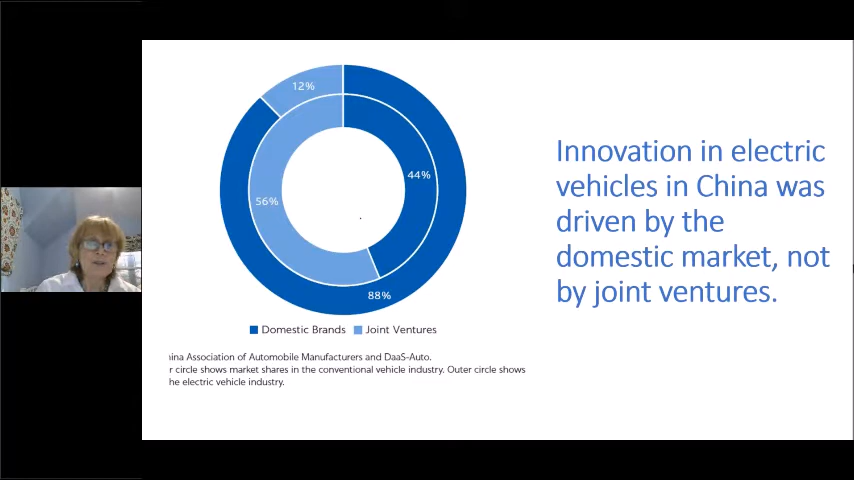 12%
44%
56%
88%
Domestic Brands Joint Ventures
ina Association of Automobile Manufacturers and DaaS-Auto.
r circle shows market shares in the conventional vehicle industry. Outer circle shows
he electric vehicle industry.
Innovation in electric
vehicles in China was
driven by the
domestic market, not
by joint ventures.